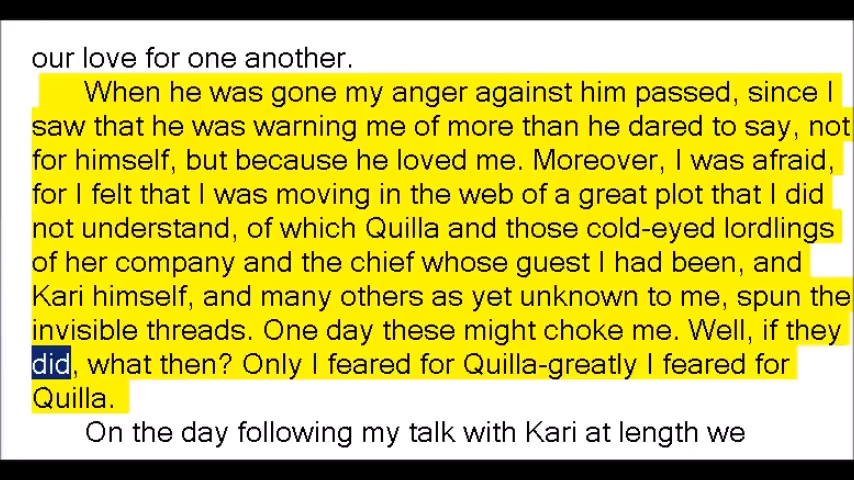 our love for one another.
When he was gone my anger against him passed, since I
saw that he was warning me of more than he dared to say, not
for himself, but because he loved me. Moreover, I was afraid,
for I felt that I was moving in the web of a great plot that I did
not understand, of which Quilla and those cold-eyed lordlings
of her company and the chief whose guest I had been, and
Kari himself, and many others as yet unknown to me, spun the
invisible threads. One day these might choke me. Well, if they
did, what then? Only I feared for Quilla-greatly I feared for
Quilla.
On the day following my talk with Kari at length we